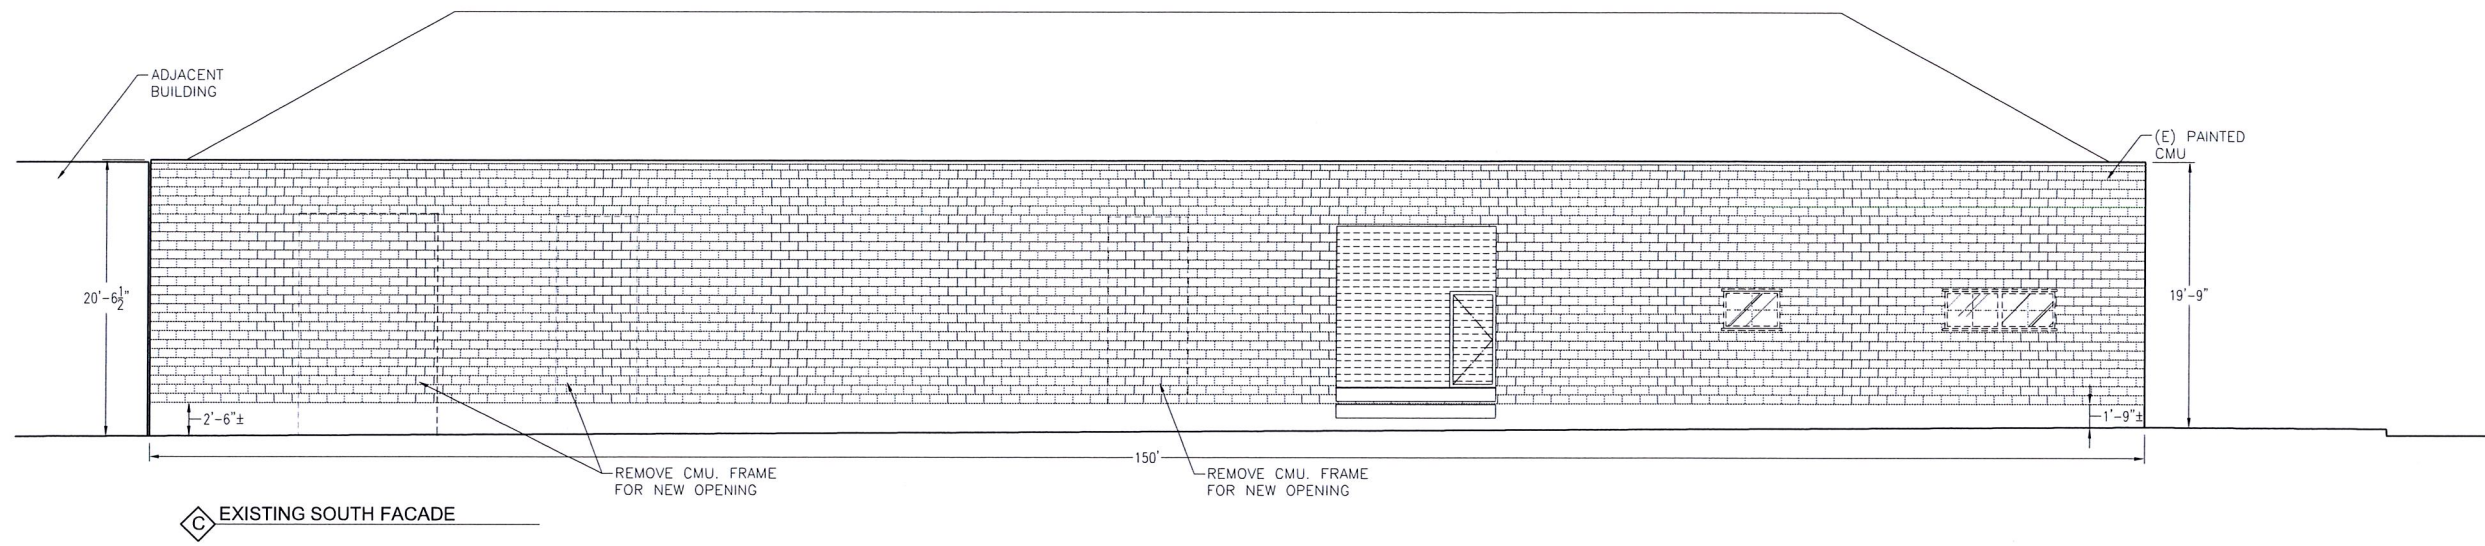 ADJACENT
BUILDING
(E) PAINTED
CMU
20'-6½"
19'-9"
2'-6"±
1'-9"±
150'
REMOVE CMU. FRAME
FOR NEW OPENING
REMOVE CMU. FRAME
FOR NEW OPENING
C EXISTING SOUTH FACADE